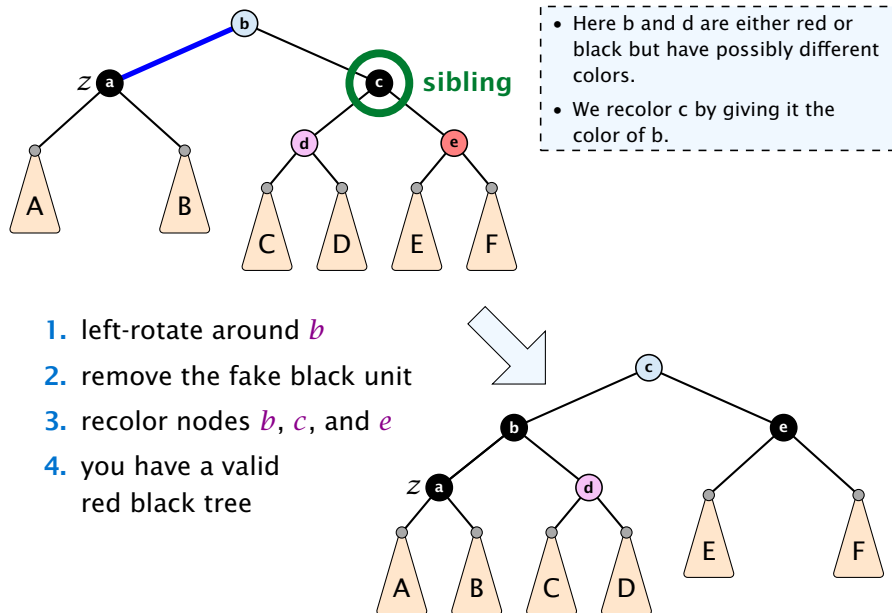 b
z a
c sibling
d
e
A
B
C
D
E
F
• Here b and d are either red or
black but have possibly different
colors.
• We recolor c by giving it the
color of b.
1. left-rotate around b
2. remove the fake black unit
3. recolor nodes b, c, and e
4. you have a valid
red black tree
c
b
e
z a
d
A
B
C
D
E
F